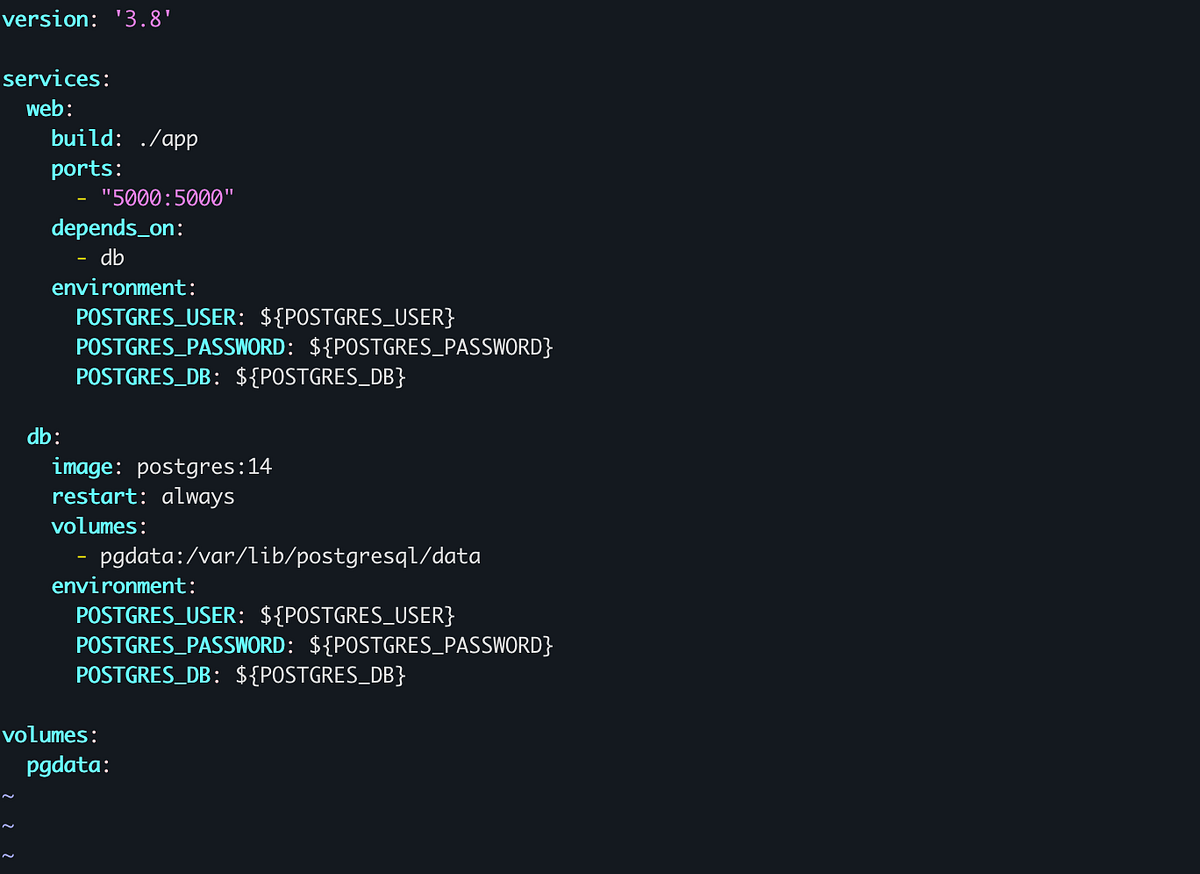 version: '3.8'

services:
  web:
    build: ./app
    ports:
      - "5000:5000"
    depends_on:
      - db
    environment:
      POSTGRES_USER: ${POSTGRES_USER}
      POSTGRES_PASSWORD: ${POSTGRES_PASSWORD}
      POSTGRES_DB: ${POSTGRES_DB}

  db:
    image: postgres:14
    restart: always
    volumes:
      - pgdata:/var/lib/postgresql/data
    environment:
      POSTGRES_USER: ${POSTGRES_USER}
      POSTGRES_PASSWORD: ${POSTGRES_PASSWORD}
      POSTGRES_DB: ${POSTGRES_DB}

volumes:
  pgdata:
~
~
~